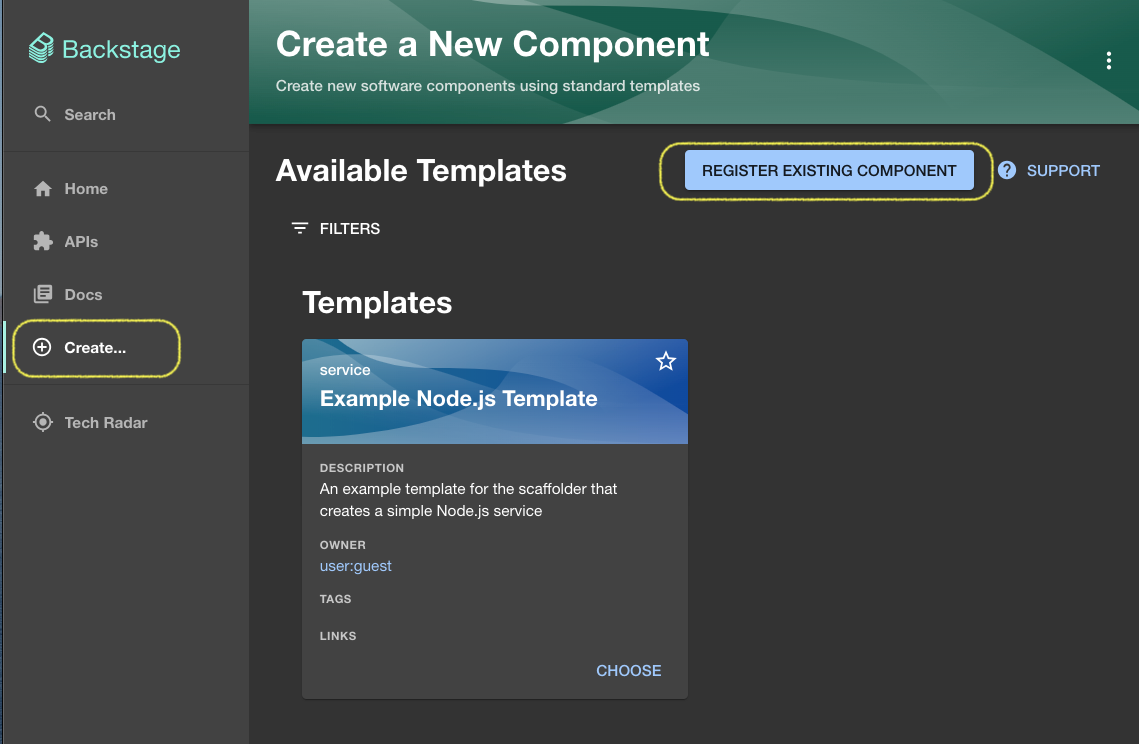 Backstage
Search
Home
APIs
Docs
Create...
Tech Radar
Create a New Component
Create new software components using standard templates
Available Templates
REGISTER EXISTING COMPONENT
? SUPPORT
FILTERS
Templates
service
Example Node.js Template
DESCRIPTION
An example template for the scaffolder that
creates a simple Node.js service
OWNER
user:guest
TAGS
LINKS
CHOOSE